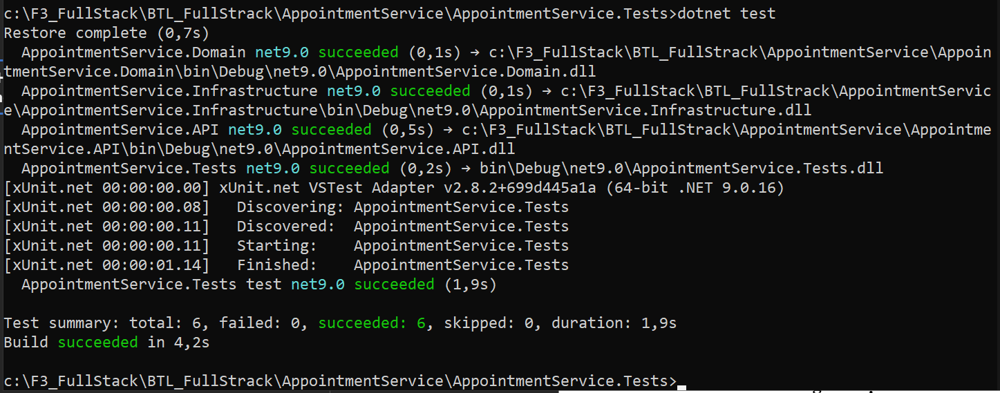 c:\F3_FullStack\BTL_FullStrack\AppointmentService\AppointmentService.Tests>dotnet test
Restore complete (0,7s)
  AppointmentService.Domain net9.0 succeeded (0,1s) → c:\F3_FullStack\BTL_FullStrack\AppointmentService\Appoin
tmentService.Domain\bin\Debug\net9.0\AppointmentService.Domain.dll
  AppointmentService.Infrastructure net9.0 succeeded (0,1s) → c:\F3_FullStack\BTL_FullStrack\AppointmentServic
e\AppointmentService.Infrastructure\bin\Debug\net9.0\AppointmentService.Infrastructure.dll
  AppointmentService.API net9.0 succeeded (0,5s) → c:\F3_FullStack\BTL_FullStrack\AppointmentService\Appointme
ntService.API\bin\Debug\net9.0\AppointmentService.API.dll
  AppointmentService.Tests net9.0 succeeded (0,2s) → bin\Debug\net9.0\AppointmentService.Tests.dll
[xUnit.net 00:00:00.00] xUnit.net VSTest Adapter v2.8.2+699d445a1a (64-bit .NET 9.0.16)
[xUnit.net 00:00:00.08]   Discovering: AppointmentService.Tests
[xUnit.net 00:00:00.11]   Discovered:  AppointmentService.Tests
[xUnit.net 00:00:00.11]   Starting:    AppointmentService.Tests
[xUnit.net 00:00:01.14]   Finished:    AppointmentService.Tests
  AppointmentService.Tests test net9.0 succeeded (1,9s)

Test summary: total: 6, failed: 0, succeeded: 6, skipped: 0, duration: 1,9s
Build succeeded in 4,2s

c:\F3_FullStack\BTL_FullStrack\AppointmentService\AppointmentService.Tests>